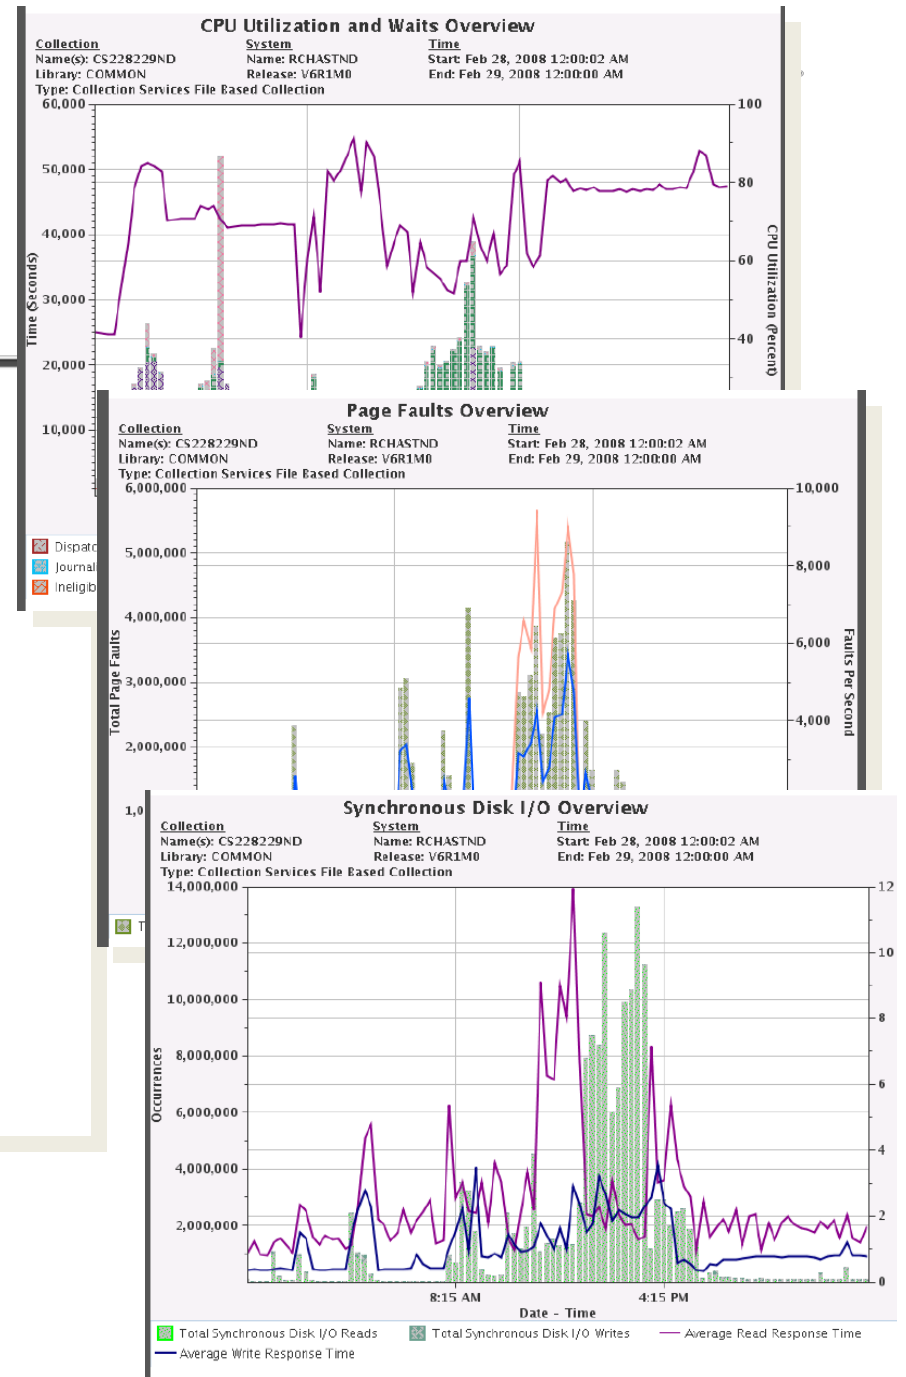 CPU Utilization and Waits Overview
Collection System Time
Name(s): CS228229ND Name: RCHASTND Start: Feb 28, 2008 12:00:02 AM
Library: COMMON Release: V6R1M0 End: Feb 29, 2008 12:00:00 AM
Type: Collection Services File Based Collection
60,000 100
50,000 80
40,000 60
30,000 40
20,000
10,000
Time (Seconds)
CPU Utilization (Percent)
Dispatc
Journali
Ineligib
Page Faults Overview
Collection System Time
Name(s): CS228229ND Name: RCHASTND Start: Feb 28, 2008 12:00:02 AM
Library: COMMON Release: V6R1M0 End: Feb 29, 2008 12:00:00 AM
Type: Collection Services File Based Collection
6,000,000 10,000
5,000,000 8,000
4,000,000 6,000
3,000,000 4,000
2,000,000
1,0
Total Page Faults
Faults Per Second
T
Synchronous Disk I/O Overview
Collection System Time
Name(s): CS228229ND Name: RCHASTND Start: Feb 28, 2008 12:00:02 AM
Library: COMMON Release: V6R1M0 End: Feb 29, 2008 12:00:00 AM
Type: Collection Services File Based Collection
14,000,000 12
12,000,000 10
10,000,000 8
8,000,000 6
6,000,000 4
4,000,000 2
2,000,000 0
Occurrences
8:15 AM 4:15 PM
Date - Time
Total Synchronous Disk I/O Reads Total Synchronous Disk I/O Writes Average Read Response Time
Average Write Response Time